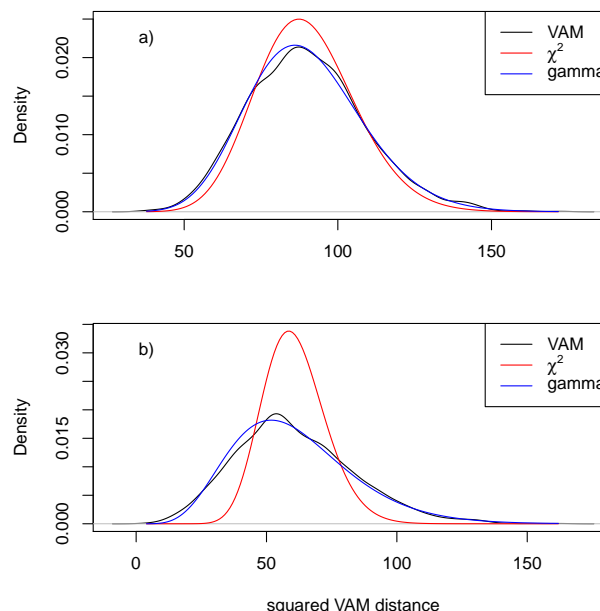 a)
VAM
χ²
gamma
Density
0.000
0.010
0.020
50
100
150
b)
VAM
χ²
gamma
Density
0.000
0.015
0.030
0
50
100
150
squared VAM distance